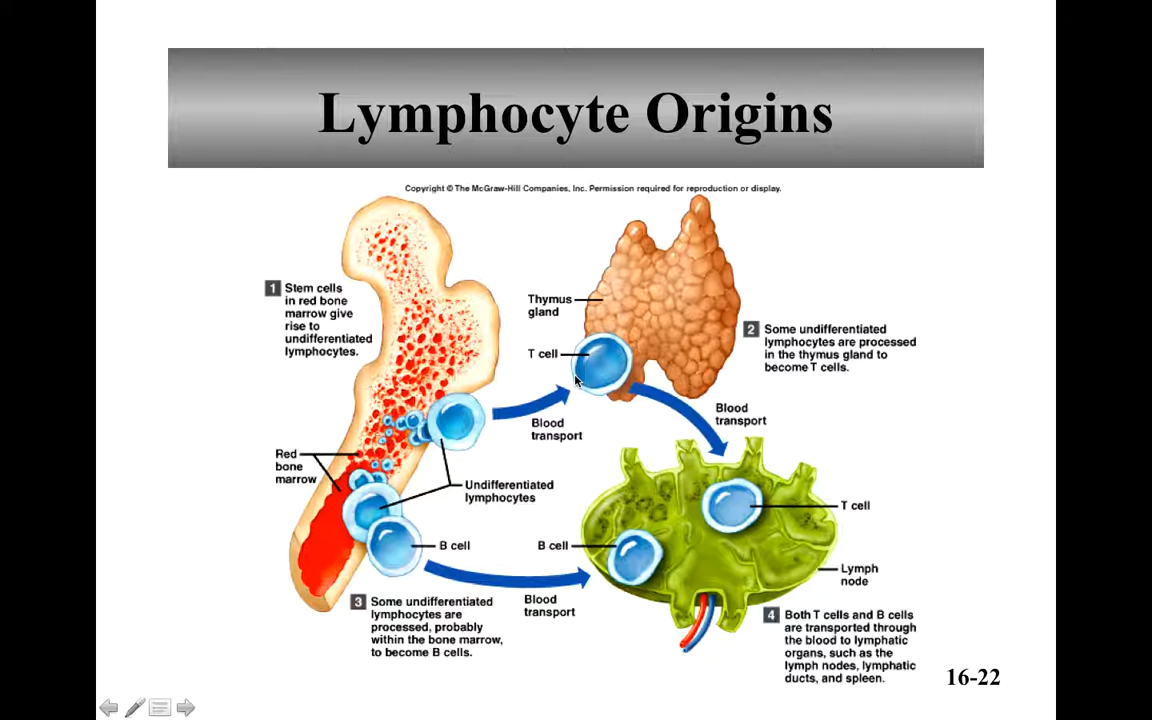 Lymphocyte Origins
Copyright © The McGraw-Hill Companies, Inc. Permission required for reproduction or display.
1 Stem cells
in red bone
marrow give
rise to
undifferentiated
lymphocytes.
Thymus
gland
T cell
2 Some undifferentiated
lymphocytes are processed
in the thymus gland to
become T cells.
Blood
transport
Blood
transport
Red
bone
marrow
Undifferentiated
lymphocytes
T cell
B cell
B cell
Lymph
node
Blood
transport
3 Some undifferentiated
lymphocytes are
processed, probably
within the bone marrow,
to become B cells.
4 Both T cells and B cells
are transported through
the blood to lymphatic
organs, such as the
lymph nodes, lymphatic
ducts, and spleen.
16-22